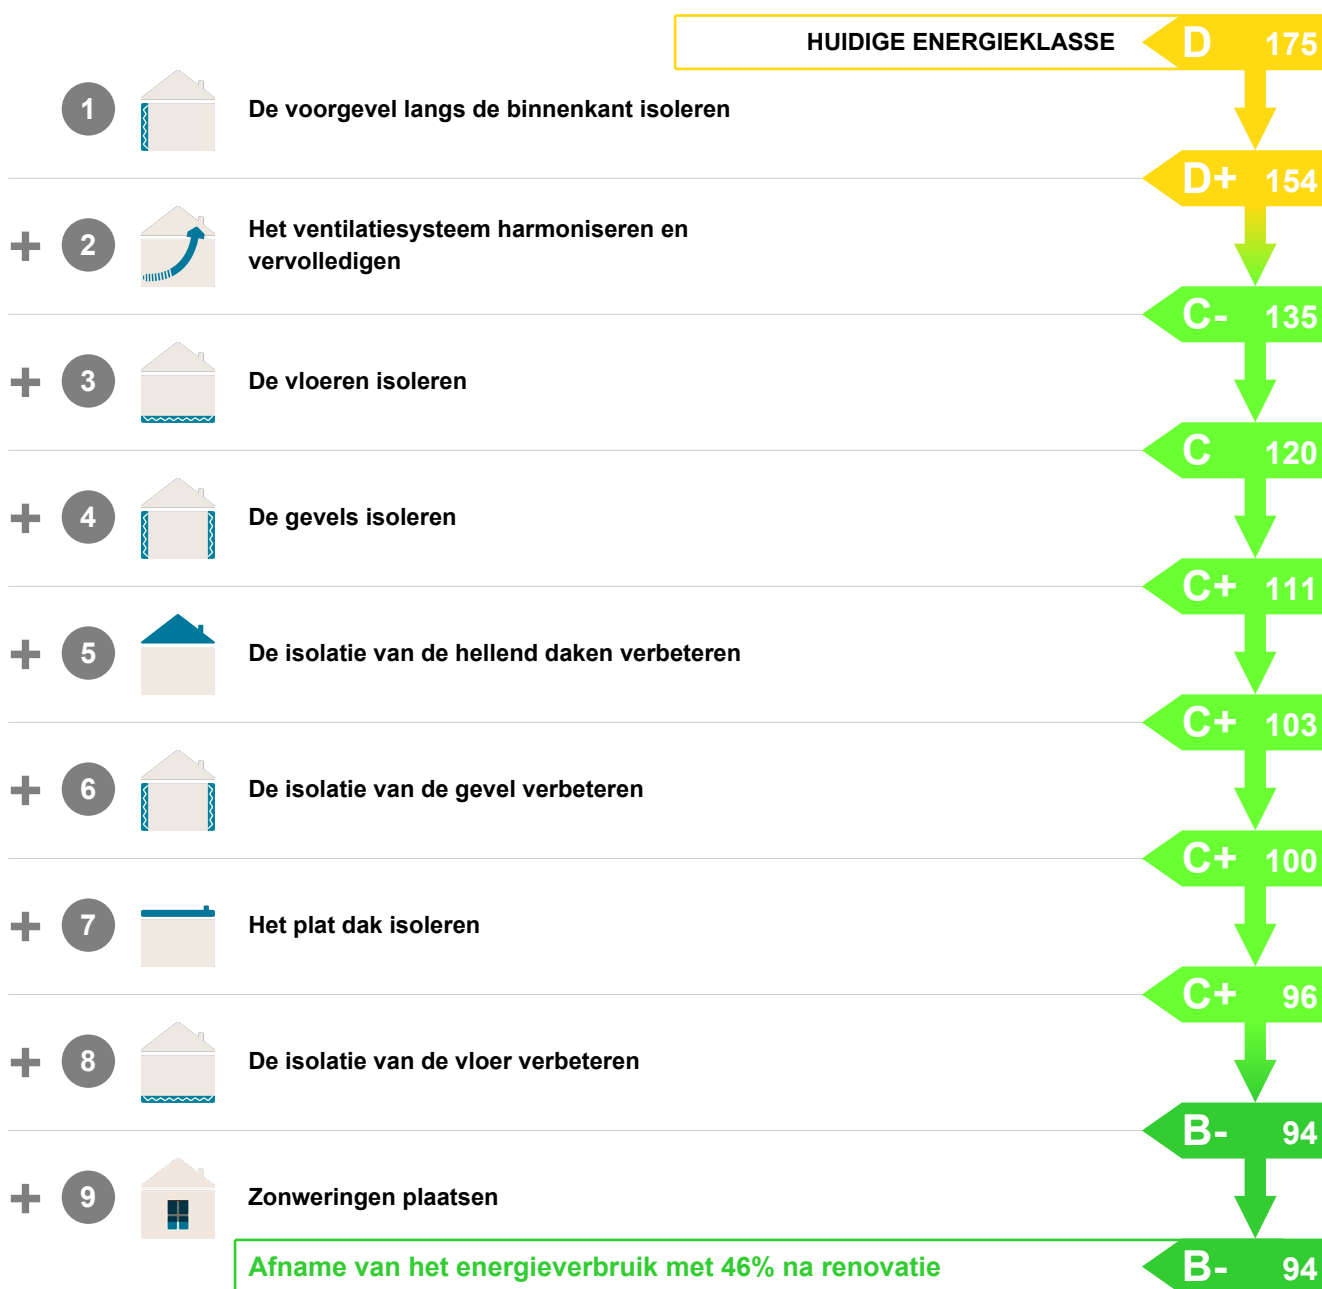 HUIDIGE ENERGIEKLASSE D 175
1 De voorgevel langs de binnenkant isoleren
D+ 154
+ 2 Het ventilatiesysteem harmoniseren en
vervolledigen
C- 135
+ 3 De vloeren isoleren
C 120
+ 4 De gevels isoleren
C+ 111
+ 5 De isolatie van de hellend daken verbeteren
C+ 103
+ 6 De isolatie van de gevel verbeteren
C+ 100
+ 7 Het plat dak isoleren
C+ 96
+ 8 De isolatie van de vloer verbeteren
B- 94
+ 9 Zonweringen plaatsen
Afname van het energieverbruik met 46% na renovatie B- 94